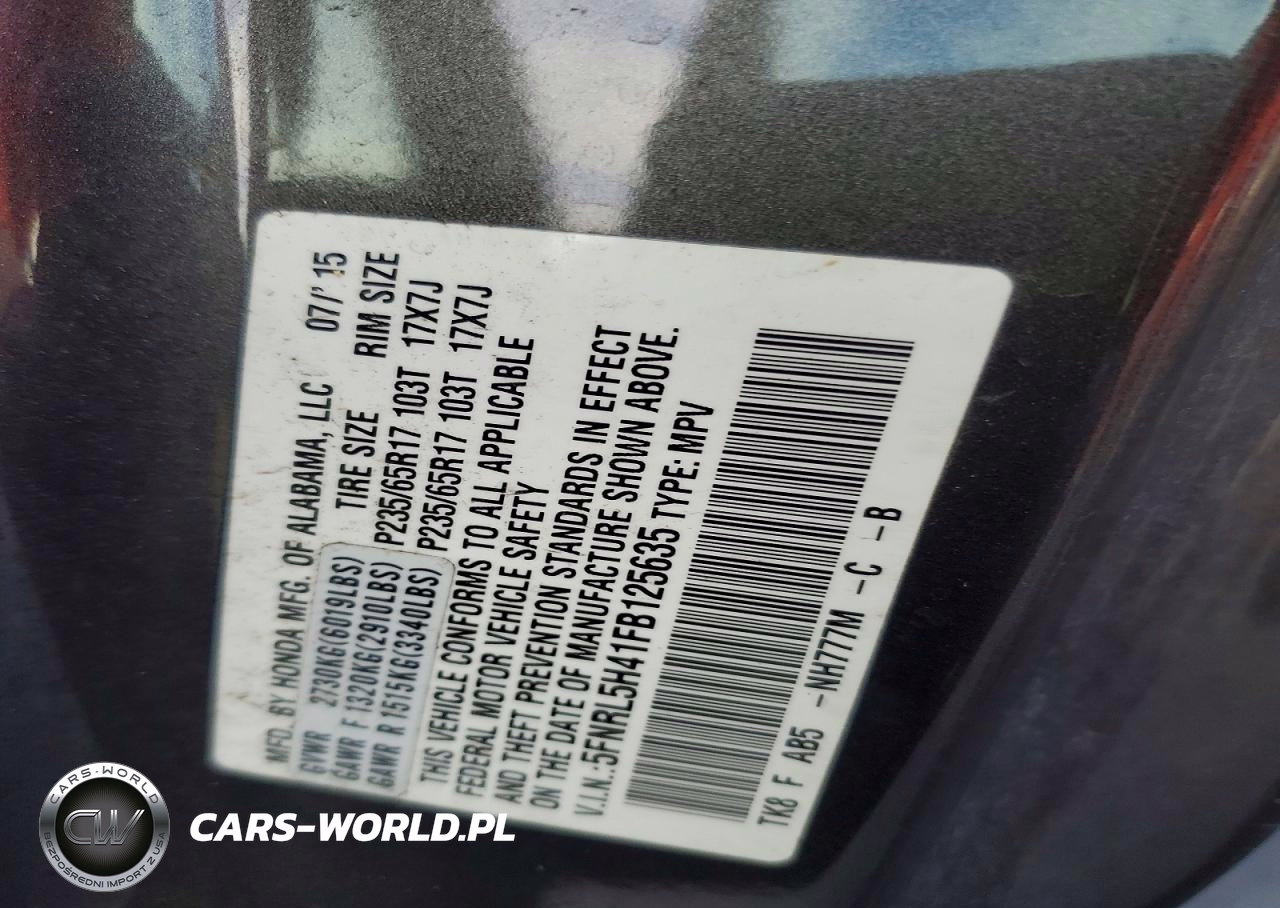 MFD. BY HONDA MFG. OF ALABAMA, LLC 07/'15
GVWR 2730KG(6019LBS) TIRE SIZE RIM SIZE
GAWR F 1320KG(2910LBS) P235/65R17 103T 17X7J
GAWR R 1515KG(3340LBS) P235/65R17 103T 17X7J
THIS VEHICLE CONFORMS TO ALL APPLICABLE
FEDERAL MOTOR VEHICLE SAFETY
AND THEFT PREVENTION STANDARDS IN EFFECT
ON THE DATE OF MANUFACTURE SHOWN ABOVE.
V.I.N.:5FNRL5H41FB125635 TYPE: MPV
TK8 F AB5 -NH777M -C -B
CARS-WORLD
CW
BEZPOŚREDNI IMPORT Z USA
CARS-WORLD.PL